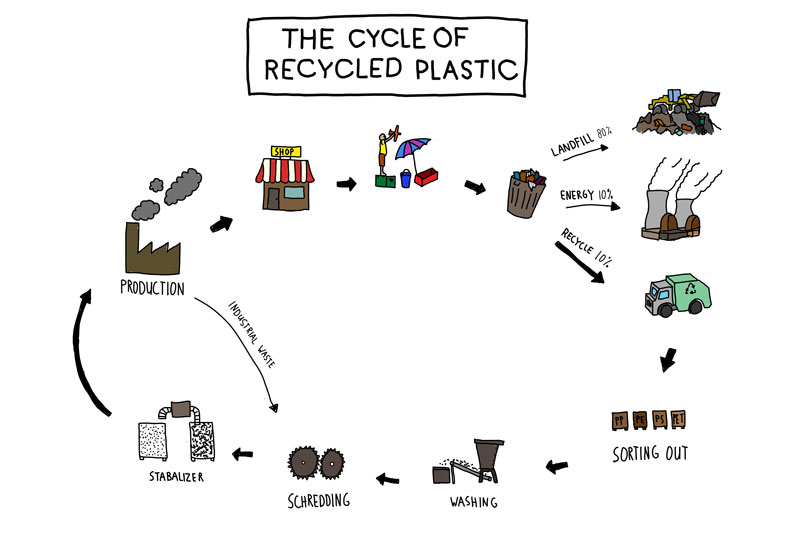 THE CYCLE OF
RECYCLED PLASTIC
SHOP
LANDFILL 80%
ENERGY 10%
RECYCLE 10%
PRODUCTION
INDUSTRIAL WASTE
PP PE PS PET
SORTING OUT
WASHING
SCHREDDING
STABALIZER